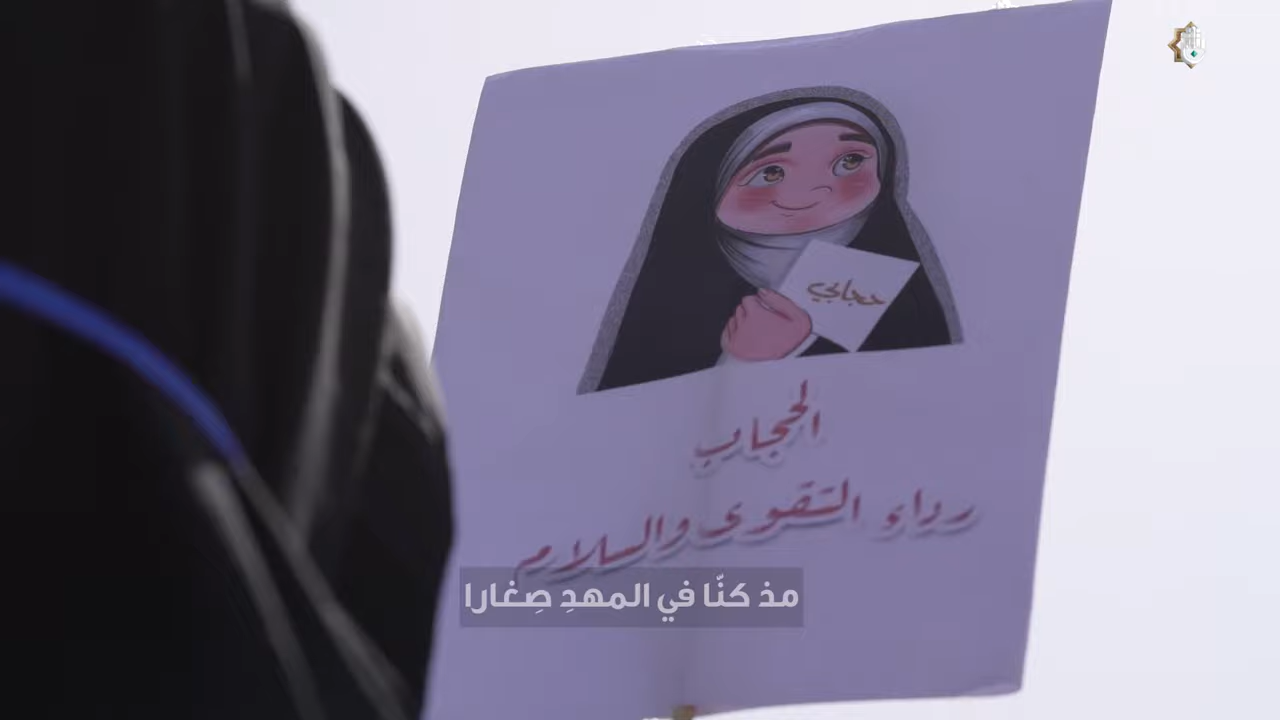 حجابي
الحجاب
رداء التقوى والسلام
مذ كنّا في المهدِ صِغارا